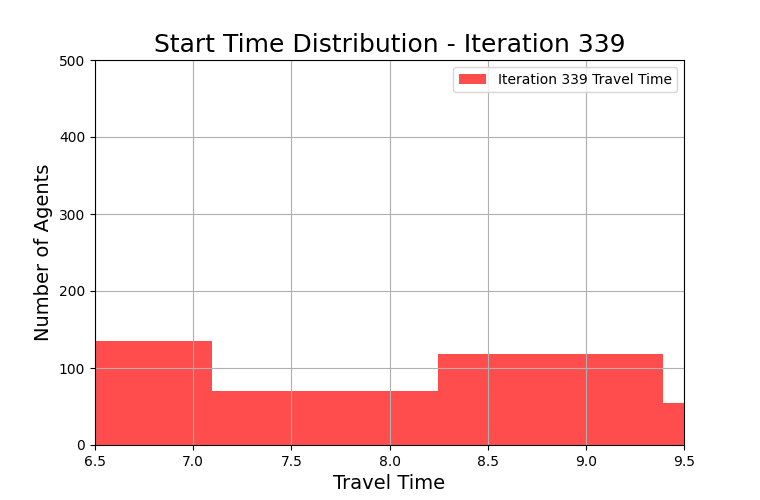 Start Time Distribution - Iteration 339
500
Iteration 339 Travel Time
400
300
200
100
0
Number of Agents
6.5 7.0 7.5 8.0 8.5 9.0 9.5
Travel Time